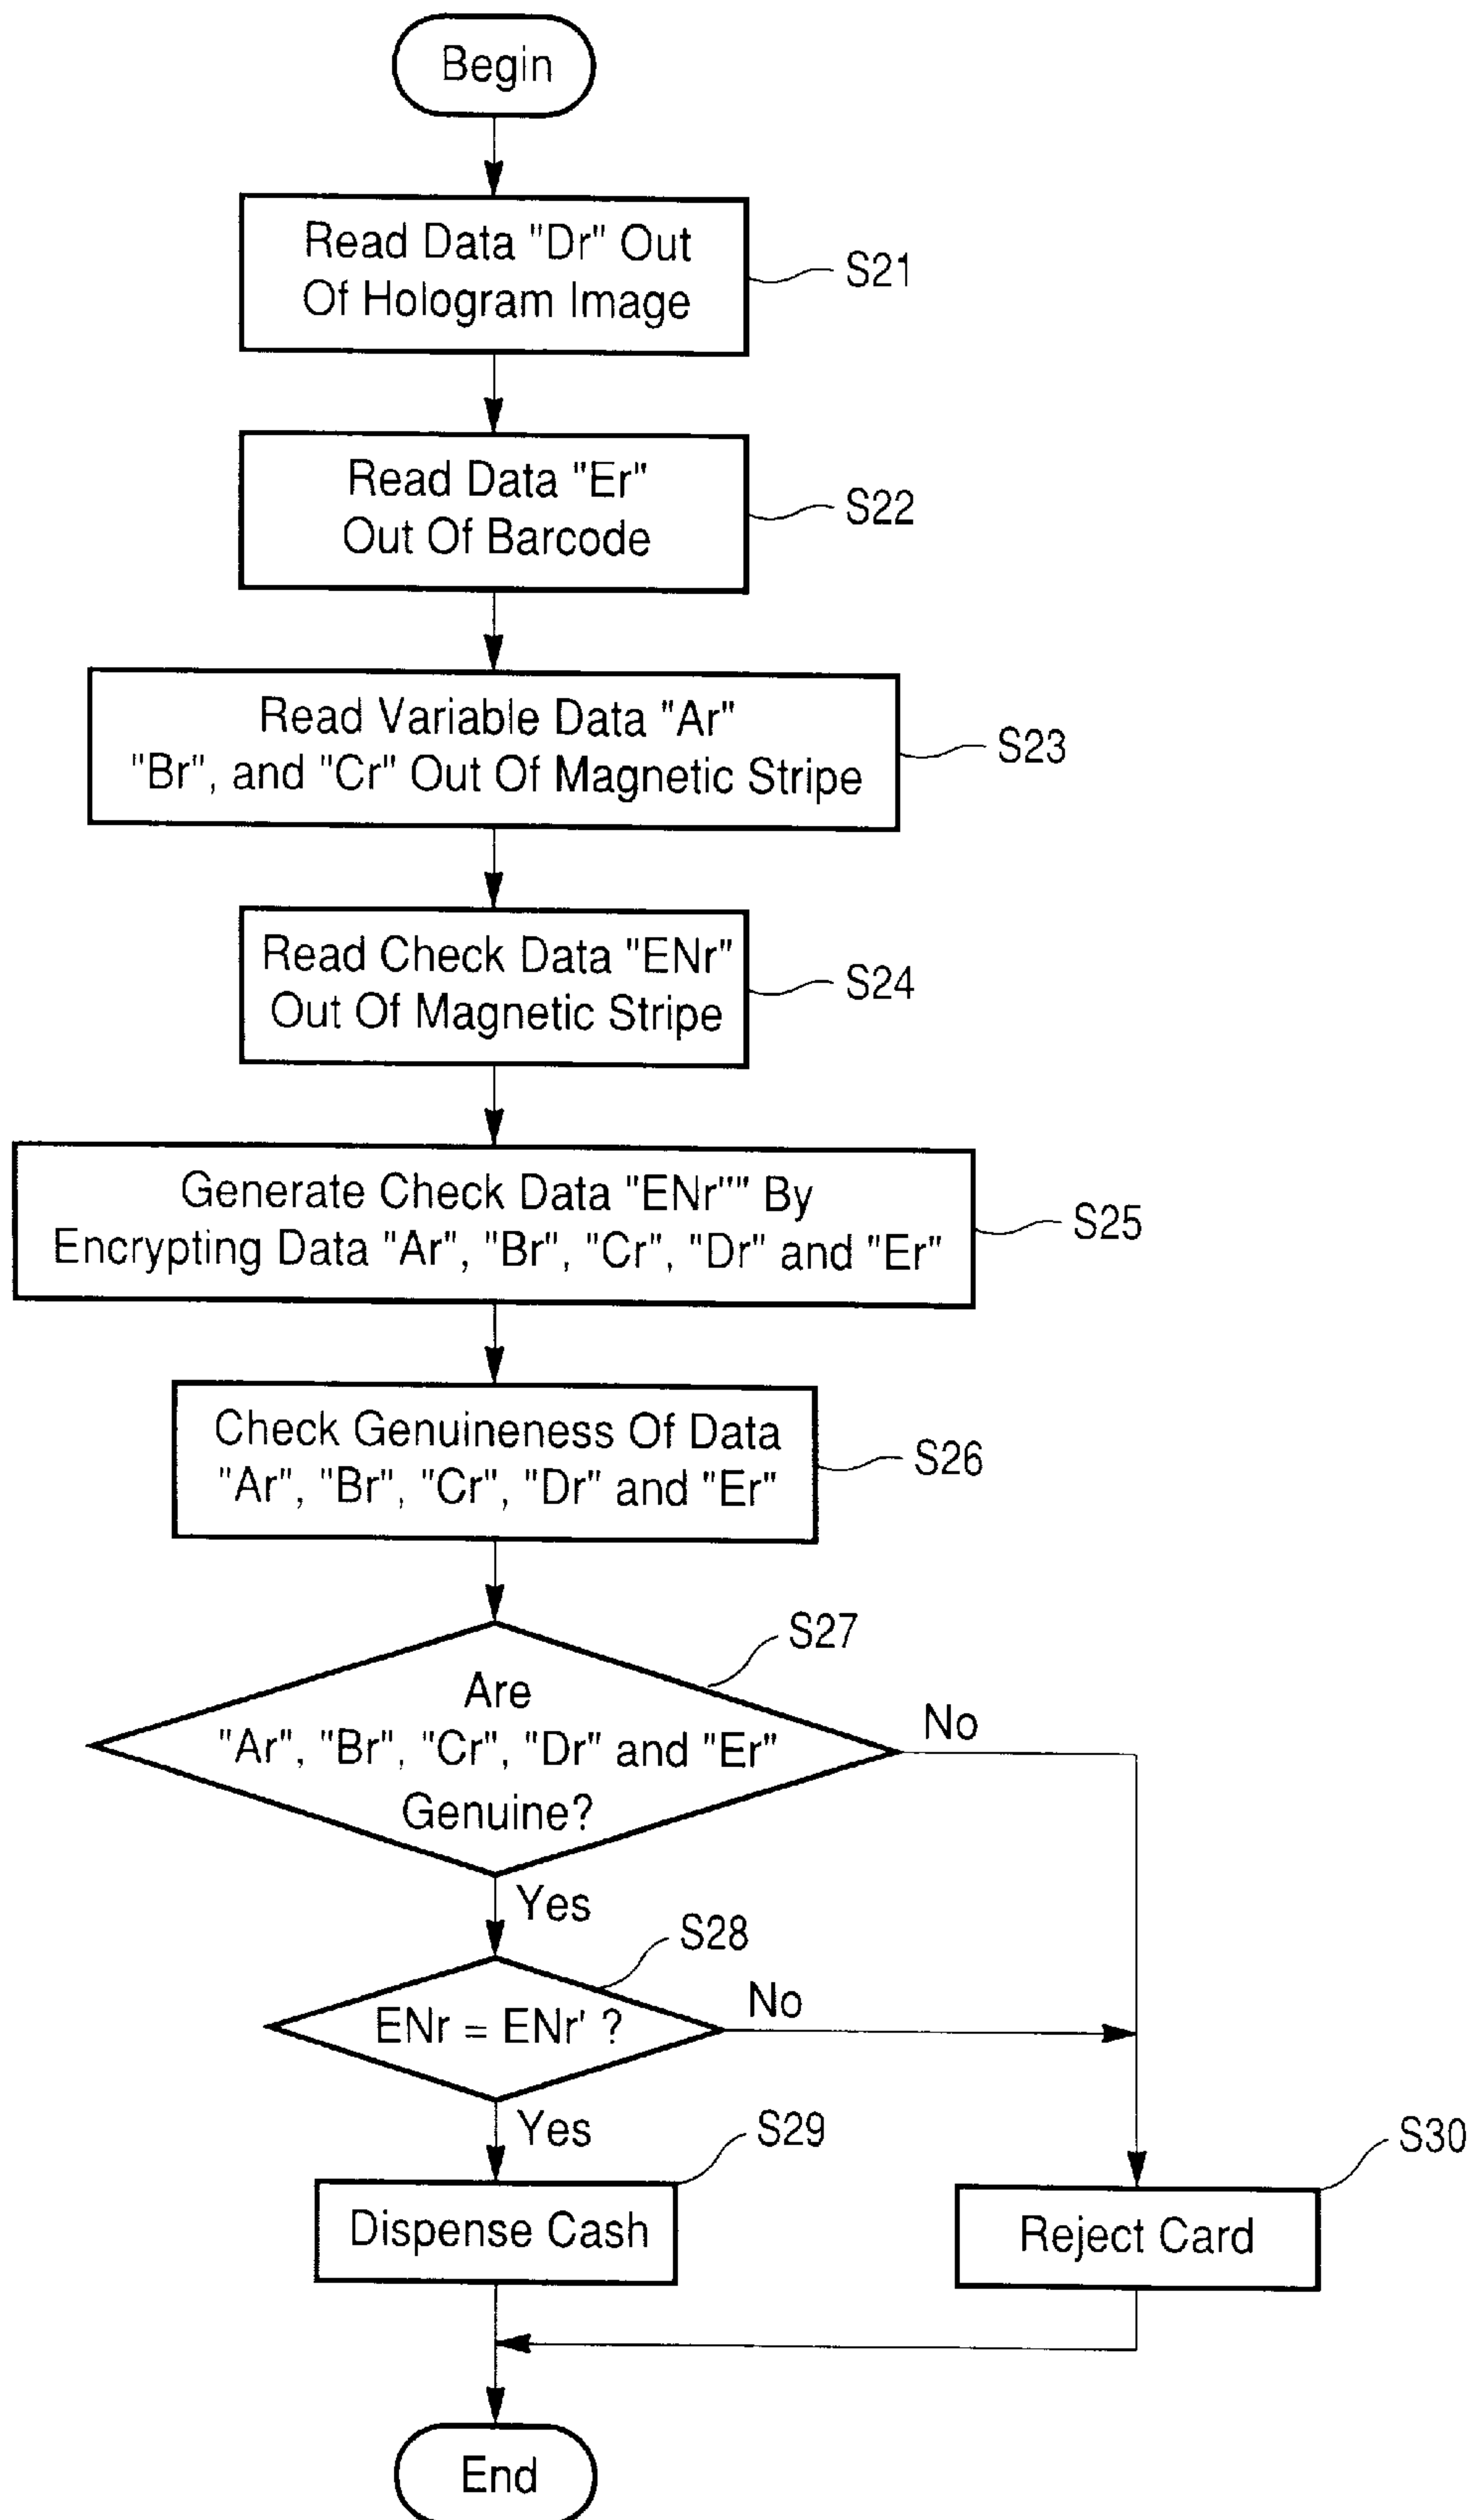 Begin
Read Data "Dr" Out
Of Hologram Image
S21
Read Data "Er"
Out Of Barcode
S22
Read Variable Data "Ar"
"Br", and "Cr" Out Of Magnetic Stripe
S23
Read Check Data "ENr"
Out Of Magnetic Stripe
S24
Generate Check Data "ENr'" By
Encrypting Data "Ar", "Br", "Cr", "Dr" and "Er"
S25
Check Genuineness Of Data
"Ar", "Br", "Cr", "Dr" and "Er"
S26
S27
Are
"Ar", "Br", "Cr", "Dr" and "Er"
Genuine?
No
Yes
S28
ENr = ENr' ?
No
Yes
S29
Dispense Cash
S30
Reject Card
End